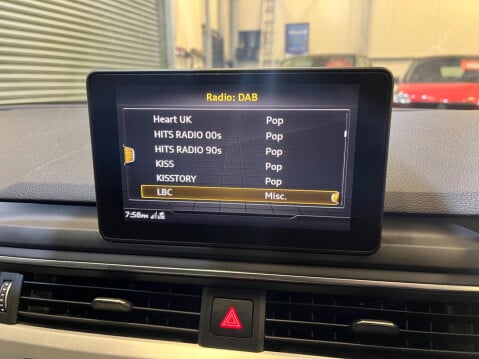 Radio: DAB
Heart UK Pop
HITS RADIO 00s Pop
HITS RADIO 90s Pop
KISS Pop
KISSTORY Pop
LBC Misc.
7:58